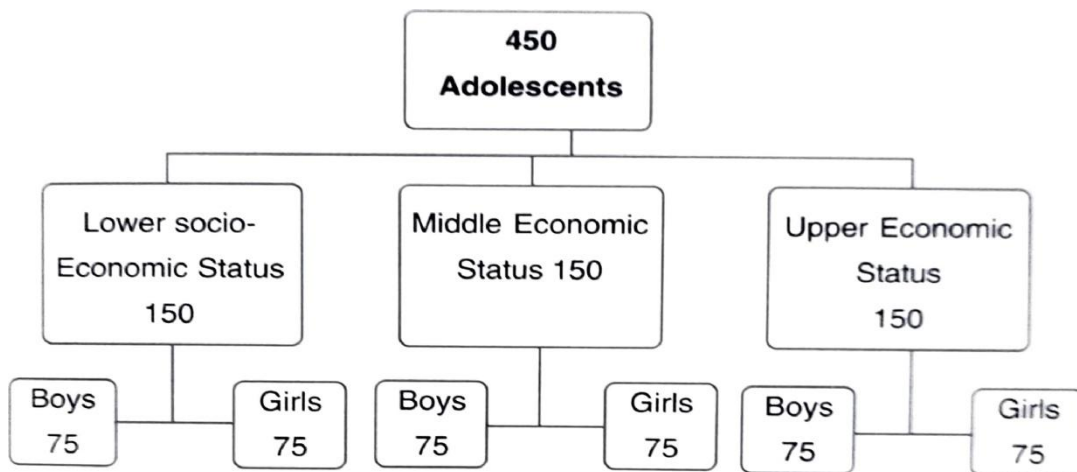 450
Adolescents
Lower socio-
Economic Status
150
Middle Economic
Status 150
Upper Economic
Status
150
Boys
75
Girls
75
Boys
75
Girls
75
Boys
75
Girls
75